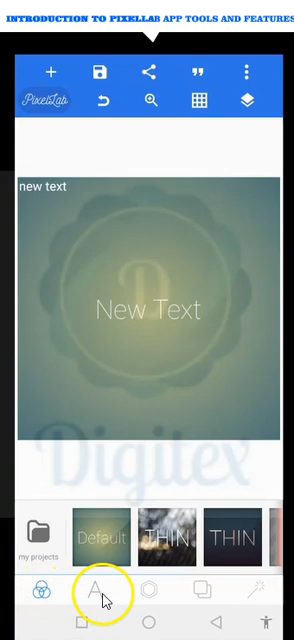 INTRODUCTION TO PIXELLAB APP TOOLS AND FEATURES
PixelLab
new text
D
New Text
Digitex
Default
THIN
THIN
my projects
A